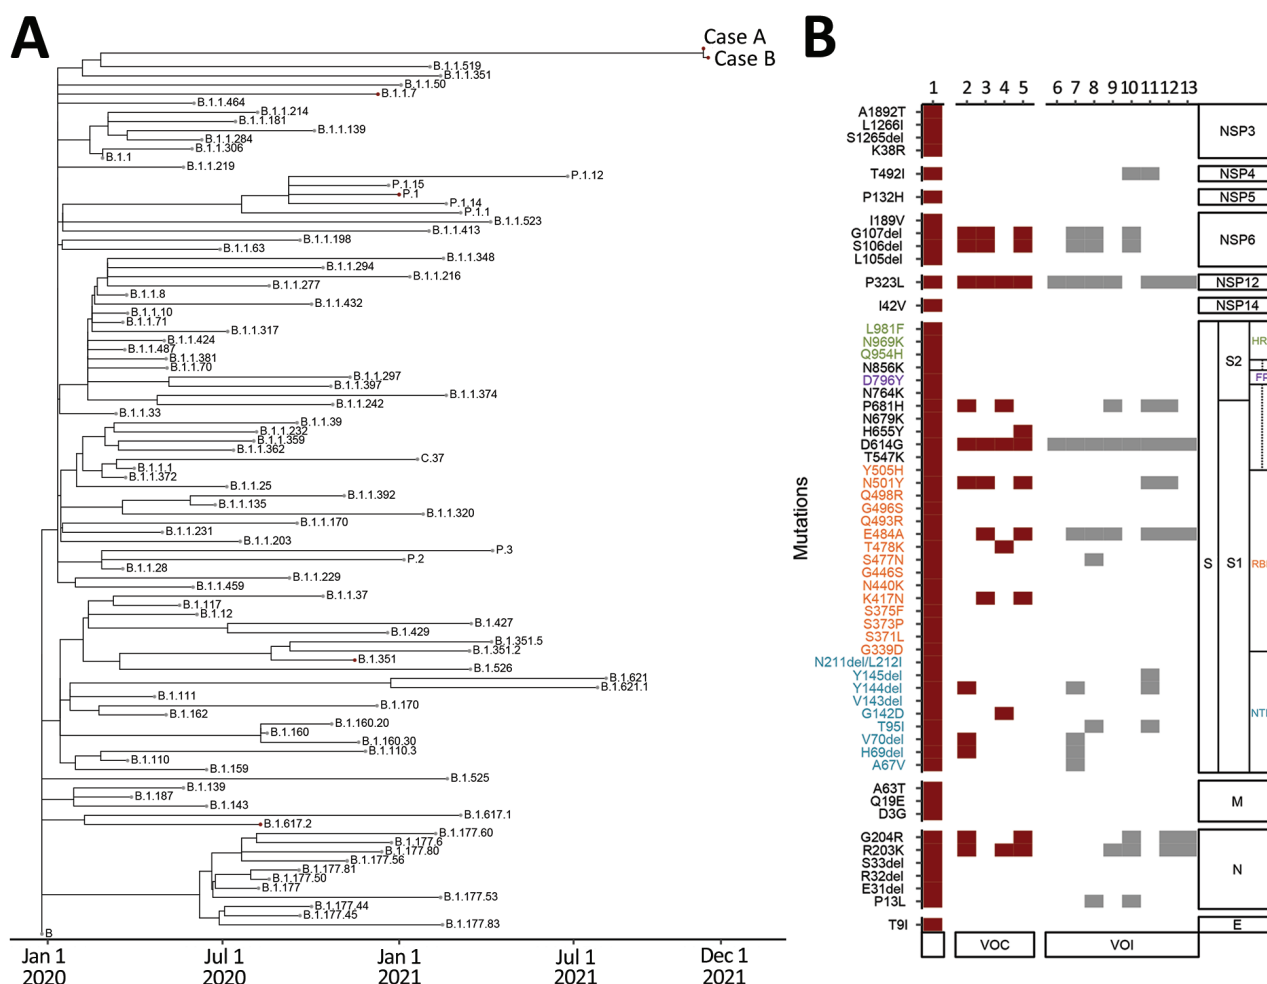 A
Case A
Case B
B.1.1.519
B.1.1.351
B.1.1.50
B.1.1.7
B.1.1.464
B.1.1.214
B.1.1.181
B.1.1.139
B.1.1.284
B.1.1.306
B.1.1
B.1.1.219
P.1.12
P.1.15
P.1
P.1.14
P.1.1
B.1.1.523
B.1.1.413
B.1.1.198
B.1.1.63
B.1.1.348
B.1.1.294
B.1.1.216
B.1.1.277
B.1.1.8
B.1.1.432
B.1.1.10
B.1.1.71
B.1.1.317
B.1.1.424
B.1.1.487
B.1.1.381
B.1.1.70
B.1.1.297
B.1.1.397
B.1.1.374
B.1.1.242
B.1.1.33
B.1.1.39
B.1.1.232
B.1.1.359
B.1.1.362
C.37
B.1.1.1
B.1.1.372
B.1.1.25
B.1.1.392
B.1.1.135
B.1.1.320
B.1.1.170
B.1.1.231
B.1.1.203
P.3
P.2
B.1.1.28
B.1.1.229
B.1.1.459
B.1.1.37
B.1.117
B.1.12
B.1.427
B.1.429
B.1.351.5
B.1.351.2
B.1.351
B.1.526
B.1.621
B.1.621.1
B.1.111
B.1.170
B.1.162
B.1.160.20
B.1.160
B.1.160.30
B.1.110.3
B.1.110
B.1.159
B.1.525
B.1.139
B.1.187
B.1.143
B.1.617.1
B.1.617.2
B.1.177.60
B.1.177.6
B.1.177.80
B.1.177.56
B.1.177.81
B.1.177.50
B.1.177
B.1.177.53
B.1.177.44
B.1.177.45
B.1.177.83
B
Jan 1 2020
Jul 1 2020
Jan 1 2021
Jul 1 2021
Dec 1 2021
B
1 2 3 4 5 6 7 8 9 10 11 12 13
Mutations
A1892T
L1266I
S1265del
K38R
NSP3
T492I
NSP4
P132H
NSP5
I189V
G107del
S106del
L105del
NSP6
P323L
NSP12
I42V
NSP14
L981F
N969K
Q954H
N856K
D796Y
N764K
P681H
N679K
H655Y
D614G
T547K
Y505H
N501Y
Q498R
G496S
Q493R
E484A
T478K
S477N
G446S
N440K
K417N
S375F
S373P
S371L
G339D
N211del/L212I
Y145del
Y144del
V143del
G142D
T95I
V70del
H69del
A67V
S
S2
S1
HR
A63T
Q19E
D3G
M
G204R
R203K
S33del
R32del
E31del
P13L
N
T9I
E
VOC
VOI